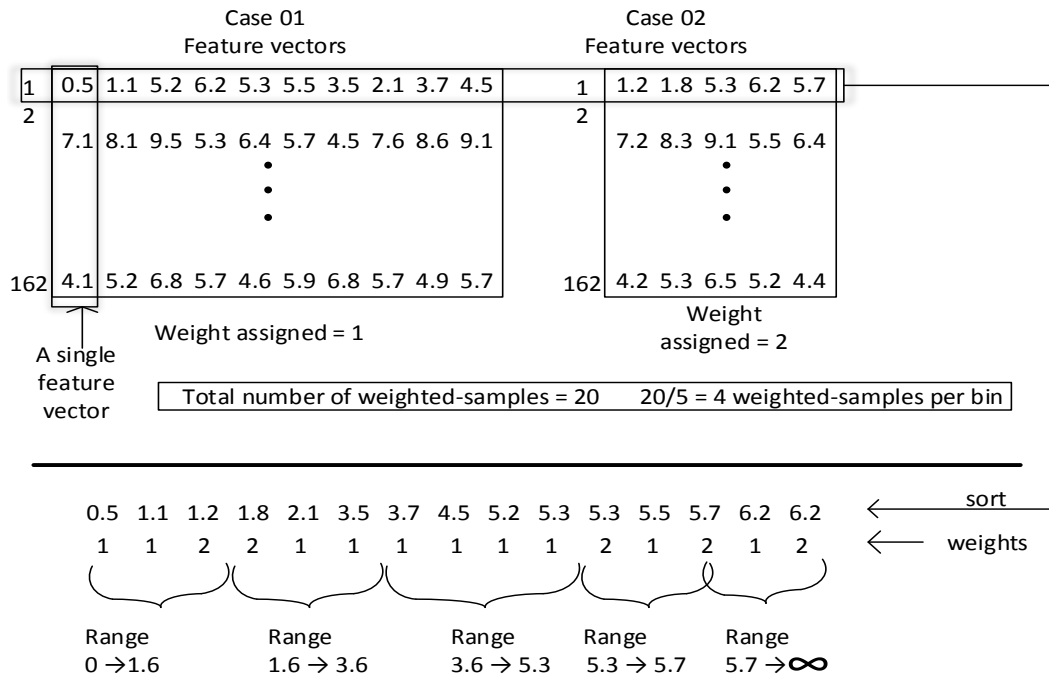 Case 01
Feature vectors
Case 02
Feature vectors
1 0.5 1.1 5.2 6.2 5.3 5.5 3.5 2.1 3.7 4.5 1 1.2 1.8 5.3 6.2 5.7
2 2
7.1 8.1 9.5 5.3 6.4 5.7 4.5 7.6 8.6 9.1 7.2 8.3 9.1 5.5 6.4
162 4.1 5.2 6.8 5.7 4.6 5.9 6.8 5.7 4.9 5.7 162 4.2 5.3 6.5 5.2 4.4
Weight assigned = 1
Weight
assigned = 2
A single
feature
vector
Total number of weighted-samples = 20 20/5 = 4 weighted-samples per bin
0.5 1.1 1.2 1.8 2.1 3.5 3.7 4.5 5.2 5.3 5.3 5.5 5.7 6.2 6.2 sort
1 1 2 2 1 1 1 1 1 1 2 1 2 1 2 weights
Range Range Range Range Range
0 → 1.6 1.6 → 3.6 3.6 → 5.3 5.3 → 5.7 5.7 → ∞